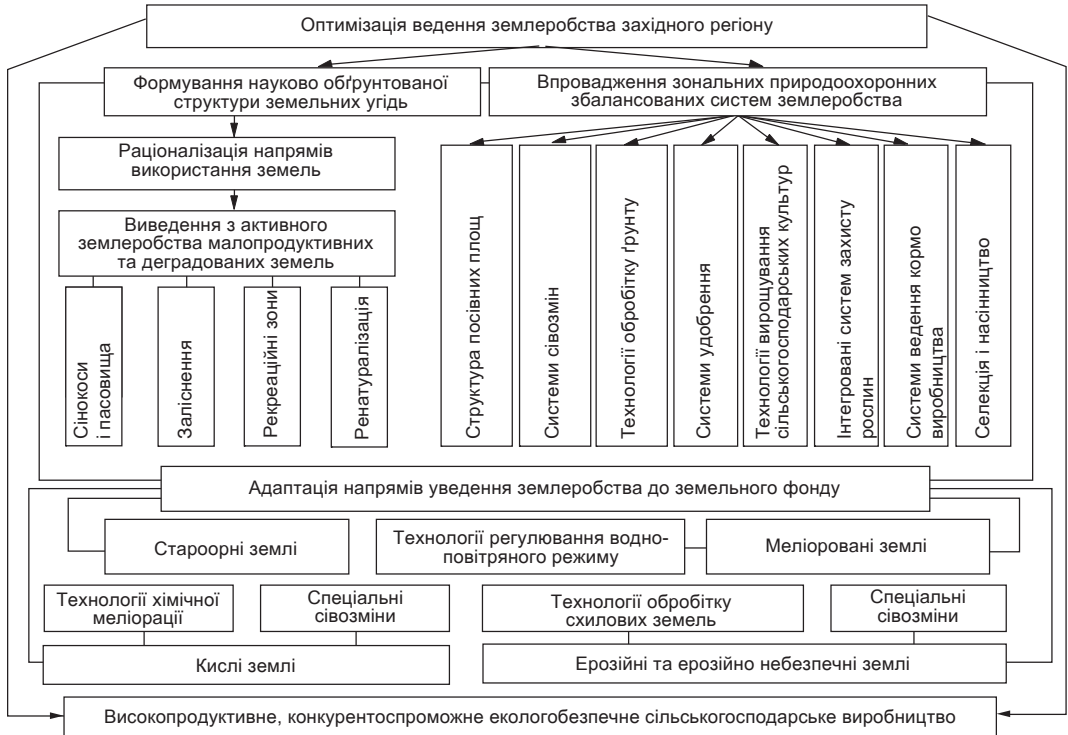 Оптимізація ведення землеробства західного регіону
Формування науково обґрунтованої
структури земельних угідь
Впровадження зональних природоохоронних
збалансованих систем землеробства
Раціоналізація напрямів
використання земель
Виведення з активного
землеробства малопродуктивних
та деградованих земель
Сінокоси
і пасовища
Заліснення
Рекреаційні зони
Ренатуралізація
Структура посівних площ
Системи сівозмін
Технології обробітку ґрунту
Системи удобрення
Технології вирощування
сільськогосподарських культур
Інтегровані систем захисту
рослин
Системи ведення кормо
виробництва
Селекція і насінництво
Адаптація напрямів уведення землеробства до земельного фонду
Староорні землі
Технології регулювання водно-
повітряного режиму
Меліоровані землі
Технології хімічної
меліорації
Спеціальні
сівозміни
Технології обробітку
схилових земель
Спеціальні
сівозміни
Кислі землі
Ерозійні та ерозійно небезпечні землі
Високопродуктивне, конкурентоспроможне екологобезпечне сільськогосподарське виробництво